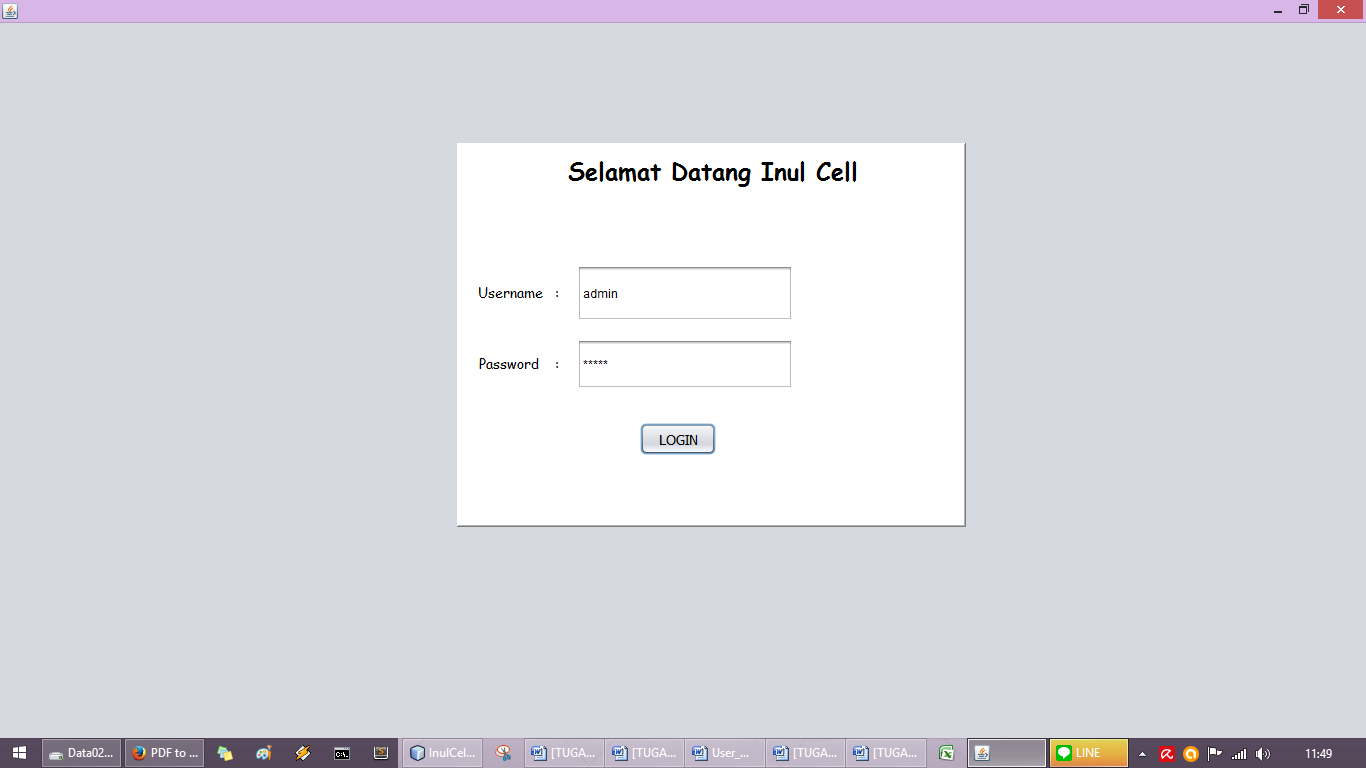 Selamat Datang Inul Cell
Username :
admin
Password :
*****
LOGIN
Data02...
PDF to ...
InulCel...
[TUGA...
[TUGA...
User_...
[TUGA...
[TUGA...
LINE
11:49